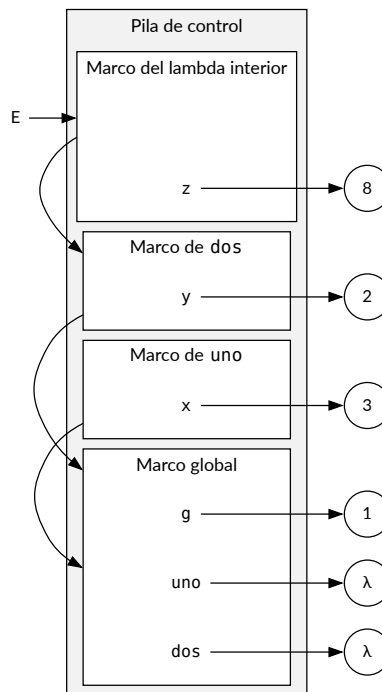 Pila de control
Marco del lambda interior
E
z 8
Marco de dos
y 2
Marco de uno
x 3
Marco global
g 1
uno λ
dos λ